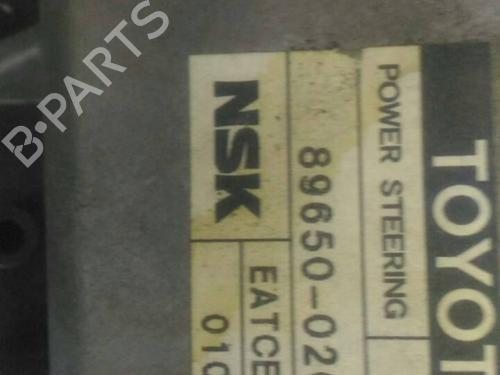 TOYOT
POWER STEERING
89650-02
NSK
EATCE
010
B-PARTS